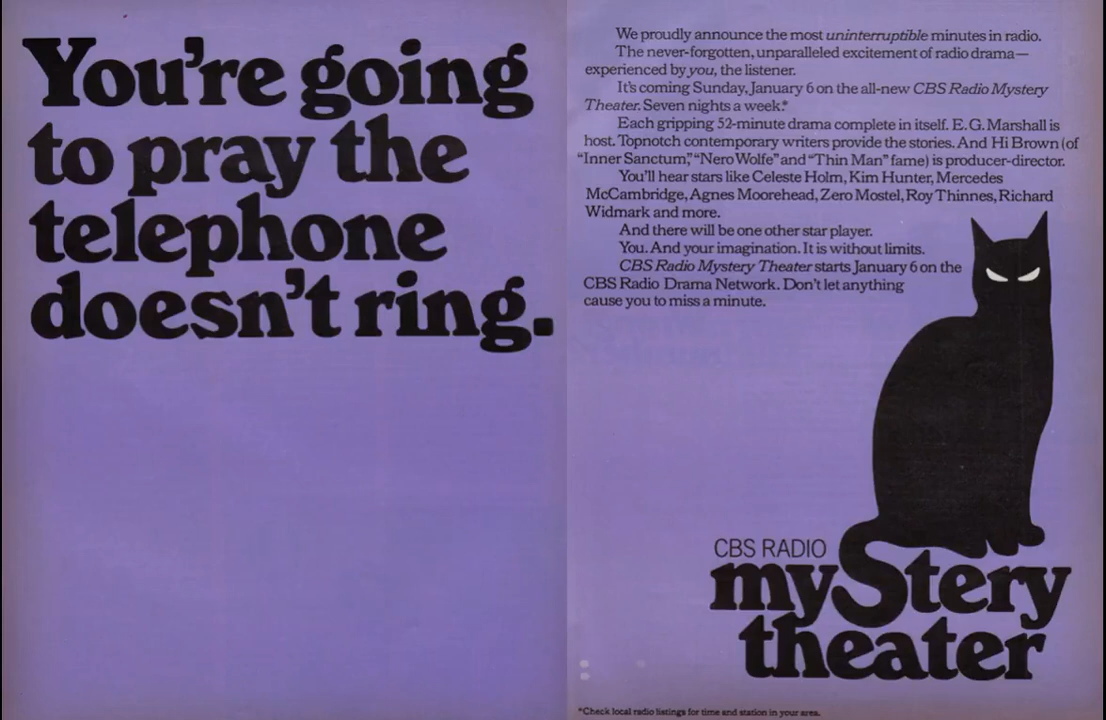 You're going
to pray the
telephone
doesn't ring.
We proudly announce the most uninterruptible minutes in radio.
The never-forgotten, unparalleled excitement of radio drama—
experienced by you, the listener.
It's coming Sunday, January 6 on the all-new CBS Radio Mystery
Theater. Seven nights a week.*
Each gripping 52-minute drama complete in itself. E. G. Marshall is
host. Topnotch contemporary writers provide the stories. And Hi Brown (of
"Inner Sanctum," "Nero Wolfe" and "Thin Man" fame) is producer-director.
You'll hear stars like Celeste Holm, Kim Hunter, Mercedes
McCambridge, Agnes Moorehead, Zero Mostel, Roy Thinnes, Richard
Widmark and more.
And there will be one other star player.
You. And your imagination. It is without limits.
CBS Radio Mystery Theater starts January 6 on the
CBS Radio Drama Network. Don't let anything
cause you to miss a minute.
CBS RADIO
myStery
theater
*Check local radio listings for time and station in your area.